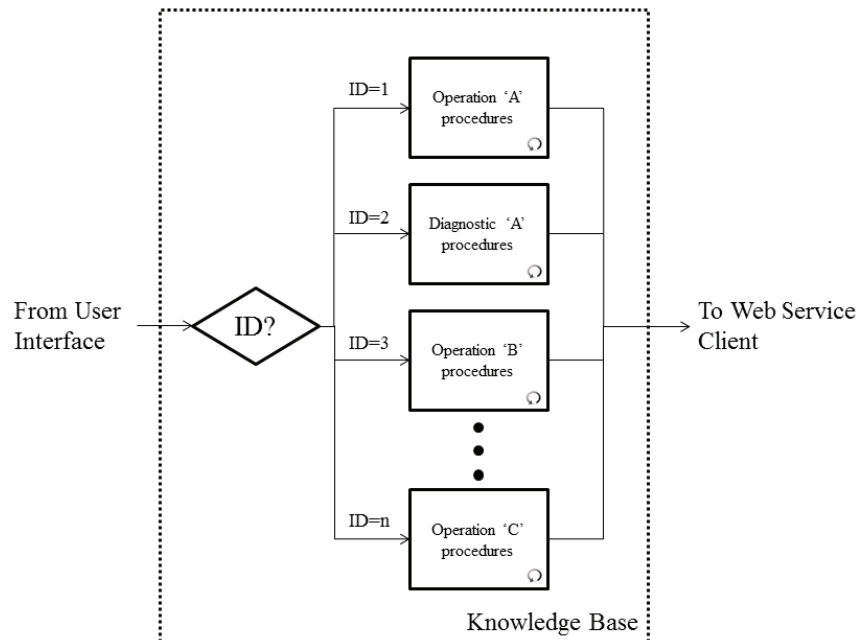 ID=1
Operation ‘A’
procedures
ID=2
Diagnostic ‘A’
procedures
From User
Interface
ID?
To Web Service
Client
ID=3
Operation ‘B’
procedures
ID=n
Operation ‘C’
procedures
Knowledge Base